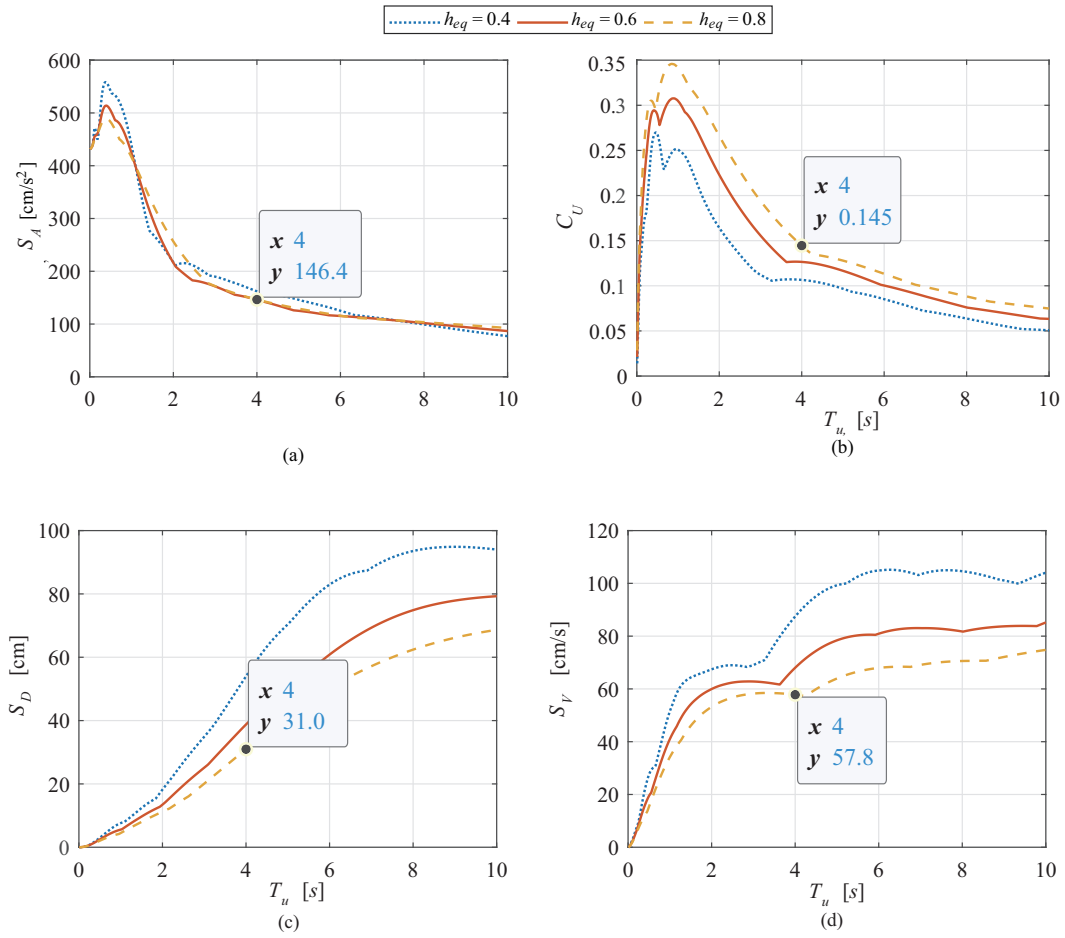 h_eq = 0.4 h_eq = 0.6 h_eq = 0.8
600
500
400
300
200
100
0
S_A [cm/s²]
,
x 4
y 146.4
0 2 4 6 8 10
(a)
0.35
0.3
0.25
0.2
0.15
0.1
0.05
0
C_U
x 4
y 0.145
0 2 4 6 8 10
T_u, [s]
(b)
100
80
60
40
20
0
S_D [cm]
x 4
y 31.0
0 2 4 6 8 10
T_u [s]
(c)
120
100
80
60
40
20
0
S_V [cm/s]
x 4
y 57.8
0 2 4 6 8 10
T_u [s]
(d)